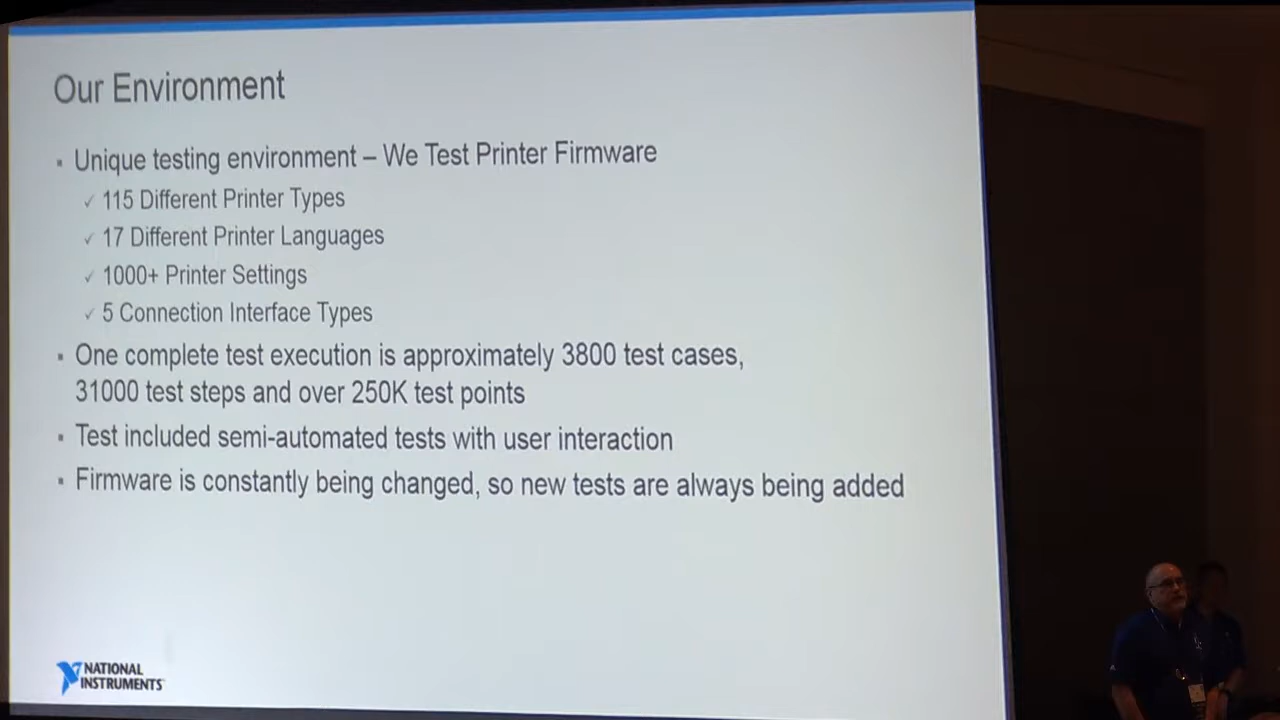 Our Environment
▪ Unique testing environment – We Test Printer Firmware
✓ 115 Different Printer Types
✓ 17 Different Printer Languages
✓ 1000+ Printer Settings
✓ 5 Connection Interface Types
▪ One complete test execution is approximately 3800 test cases,
31000 test steps and over 250K test points
▪ Test included semi-automated tests with user interaction
▪ Firmware is constantly being changed, so new tests are always being added
NATIONAL
INSTRUMENTS